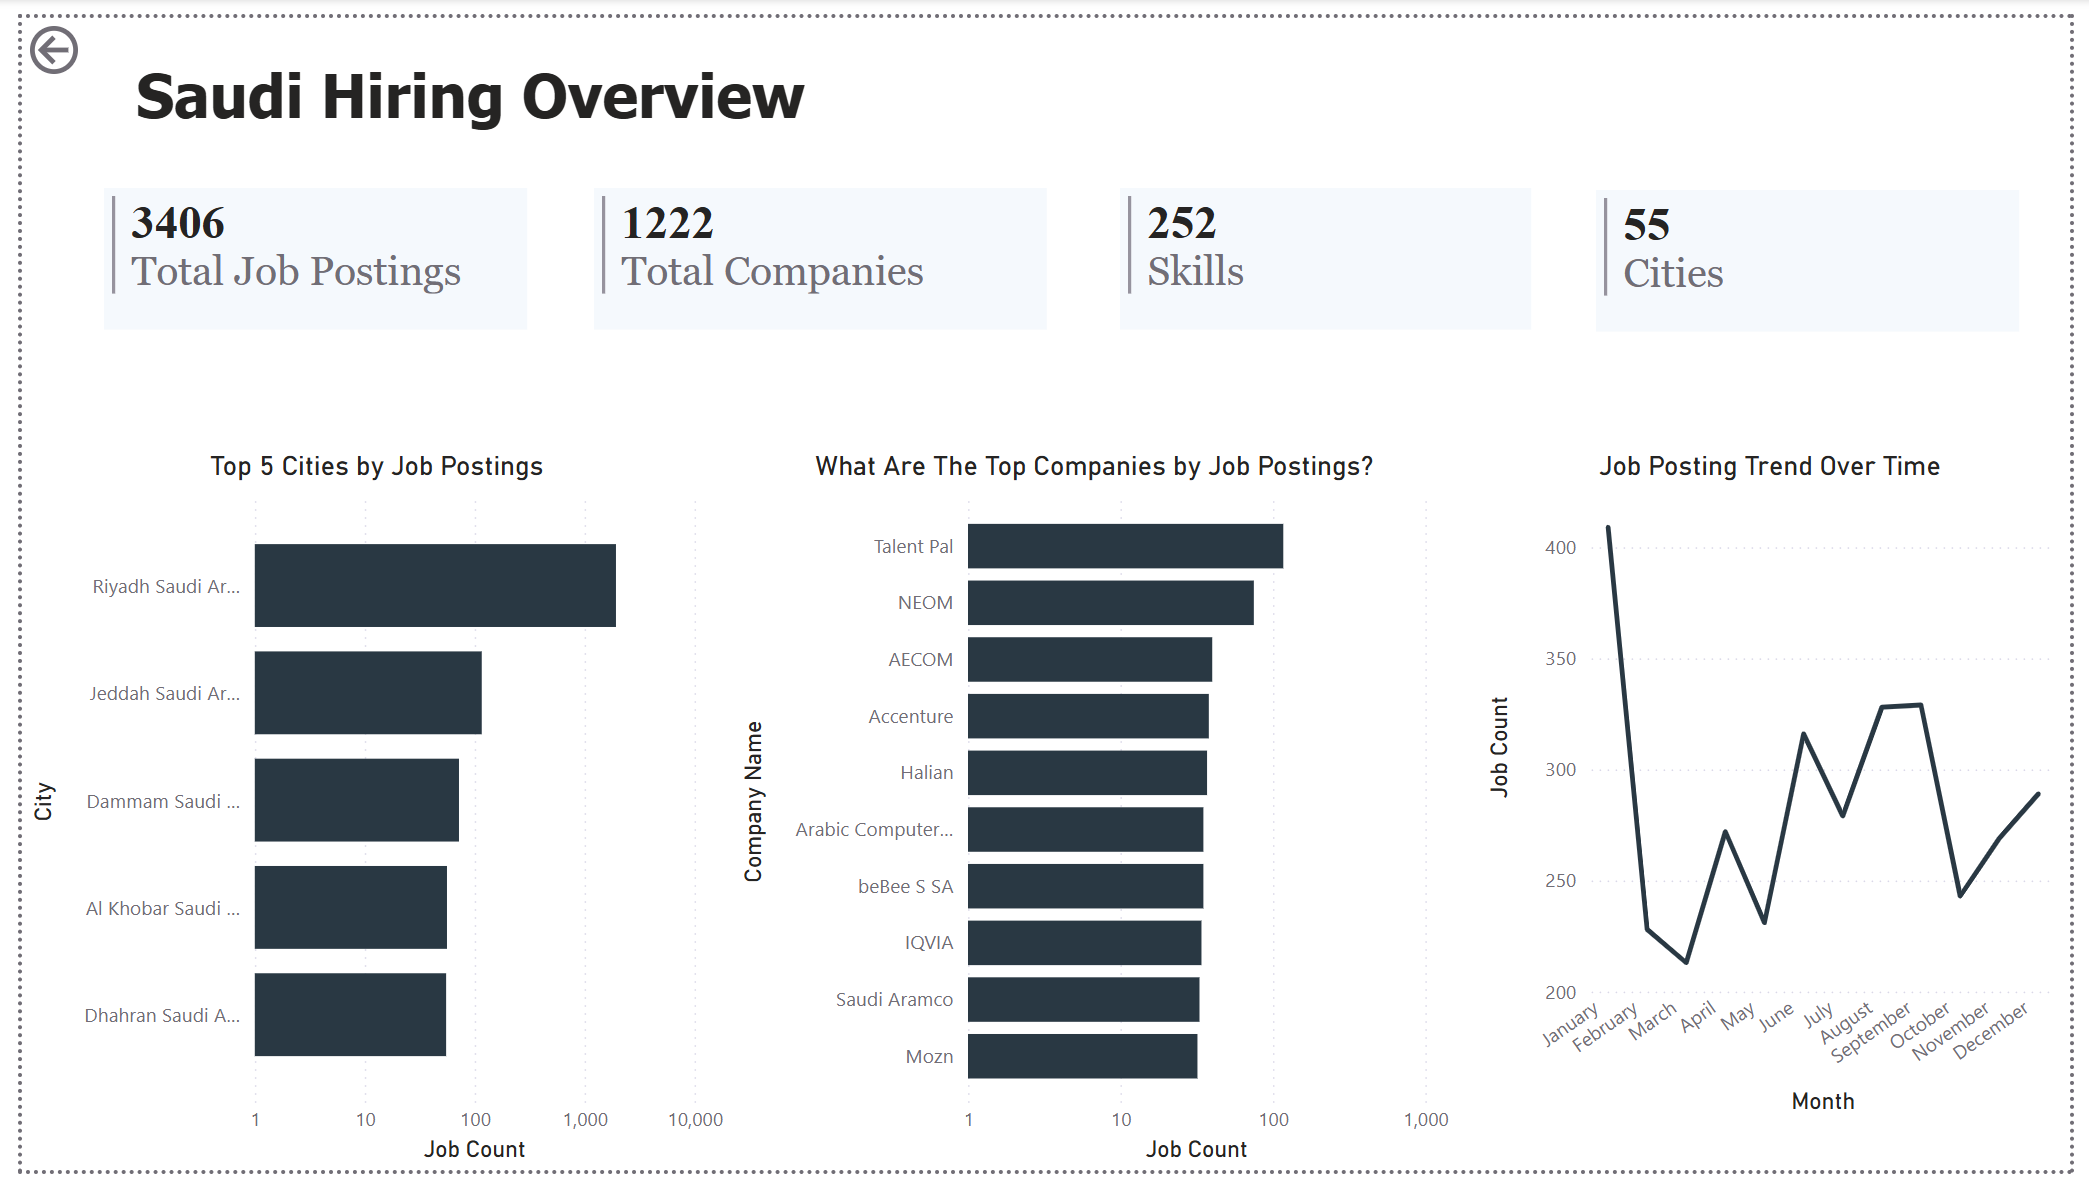 Saudi Hiring Overview
3406
Total Job Postings
1222
Total Companies
252
Skills
55
Cities
Top 5 Cities by Job Postings
City
Riyadh Saudi Ar...
Jeddah Saudi Ar...
Dammam Saudi ...
Al Khobar Saudi ...
Dhahran Saudi A...
1 10 100 1,000 10,000
Job Count
What Are The Top Companies by Job Postings?
Company Name
Talent Pal
NEOM
AECOM
Accenture
Halian
Arabic Computer...
beBee S SA
IQVIA
Saudi Aramco
Mozn
1 10 100 1,000
Job Count
Job Posting Trend Over Time
Job Count
400
350
300
250
200
January February March April May June July August September October November December
Month